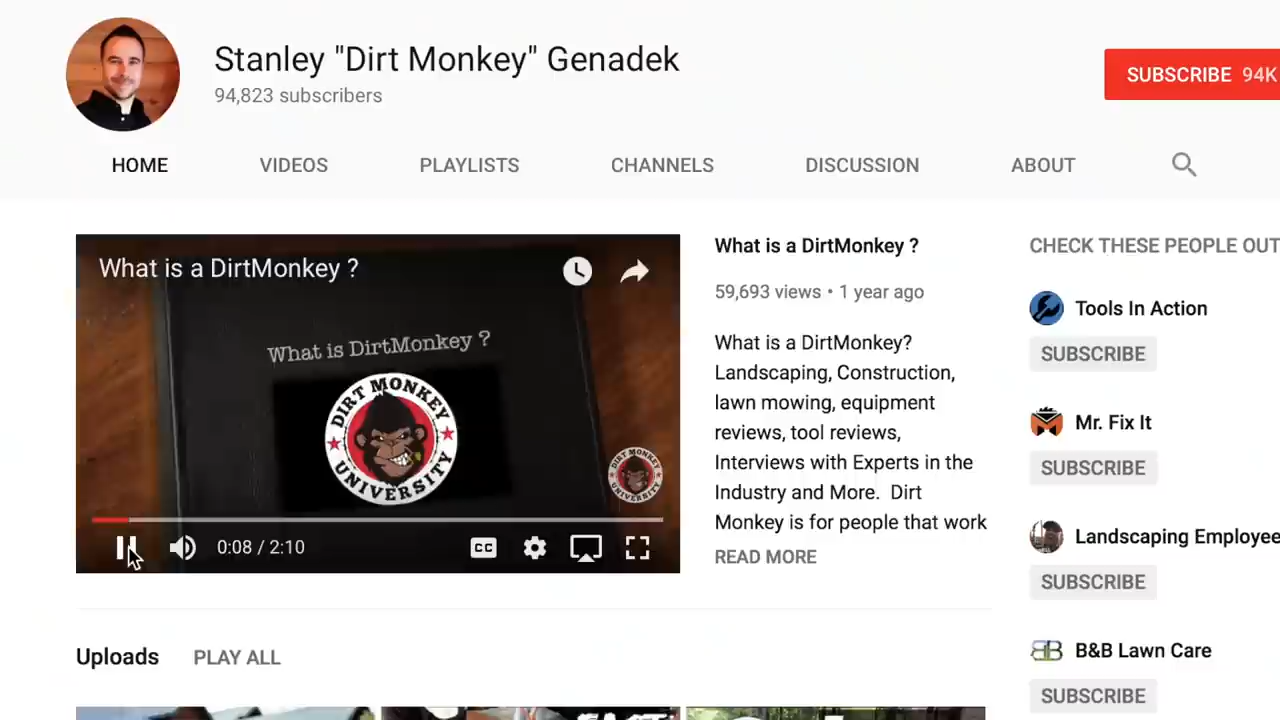 Stanley "Dirt Monkey" Genadek
94,823 subscribers
SUBSCRIBE 94K
HOME
VIDEOS
PLAYLISTS
CHANNELS
DISCUSSION
ABOUT
What is a DirtMonkey ?
What is DirtMonkey ?
DIRT MONKEY
UNIVERSITY
DIRT MONKEY
UNIVERSITY
CC
0:08 / 2:10
What is a DirtMonkey ?
59,693 views • 1 year ago
What is a DirtMonkey?
Landscaping, Construction,
lawn mowing, equipment
reviews, tool reviews,
Interviews with Experts in the
Industry and More. Dirt
Monkey is for people that work
READ MORE
CHECK THESE PEOPLE OUT
Tools In Action
SUBSCRIBE
Mr. Fix It
SUBSCRIBE
Landscaping Employee
SUBSCRIBE
B&B Lawn Care
SUBSCRIBE
Uploads
PLAY ALL